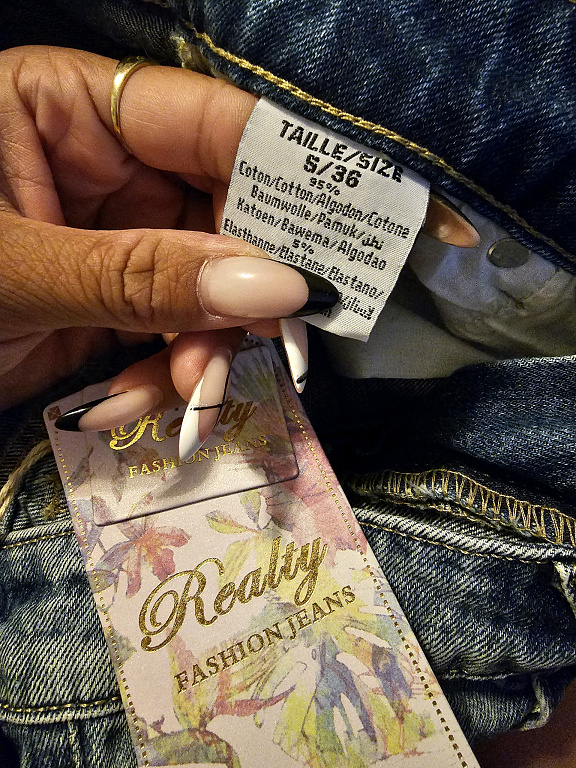 TAILLE/SIZE
S/36
95%
Coton/Cotton/Algodon/Cotone
Baumwolle/Pamuk/قطن
Katoen/Bawema/Algodao
5%
Elasthanne/Elastane/Elastano/
Realty
FASHION JEANS
Realty
FASHION JEANS